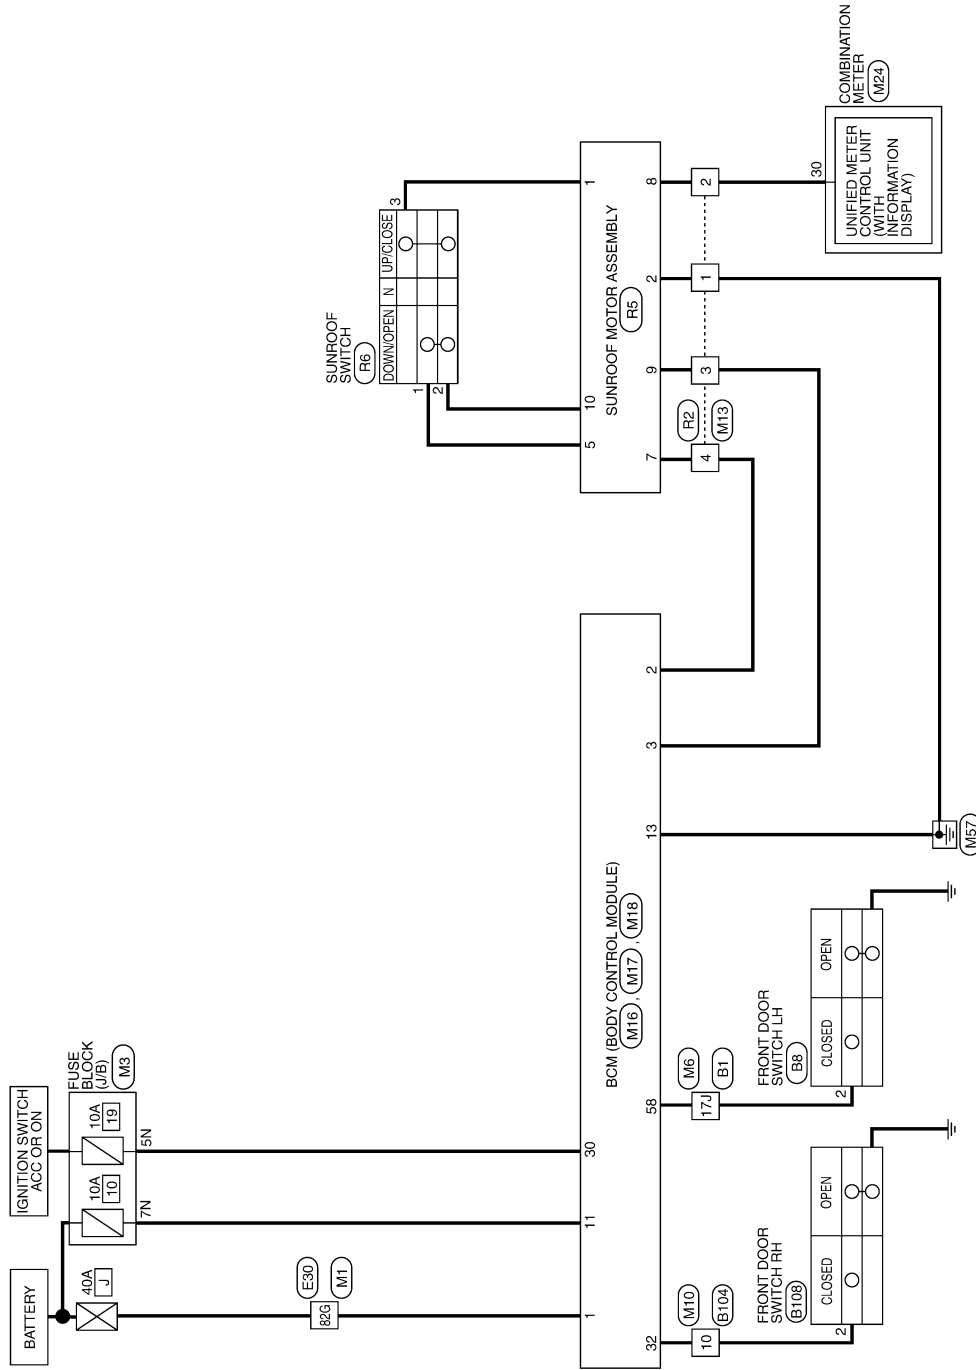 BATTERY
IGNITION SWITCH
ACC OR ON
40A
J
10A
10
10A
19
FUSE
BLOCK
(J/B)
M3
7N
5N
E30
82G
M1
1
11
30
BCM (BODY CONTROL MODULE)
M16 , M17 , M18
32
58
13
3
2
M10
10
B104
M6
17J
B1
FRONT DOOR
SWITCH RH
B108
2
CLOSED
OPEN
FRONT DOOR
SWITCH LH
B8
2
CLOSED
OPEN
M57
SUNROOF
SWITCH
R6
DOWN/OPEN
N
UP/CLOSE
1
2
3
5
10
1
SUNROOF MOTOR ASSEMBLY
R5
7
9
2
8
R2
M13
4
3
1
2
30
COMBINATION
METER
M24
UNIFIED METER
CONTROL UNIT
(WITH
INFORMATION
DISPLAY)